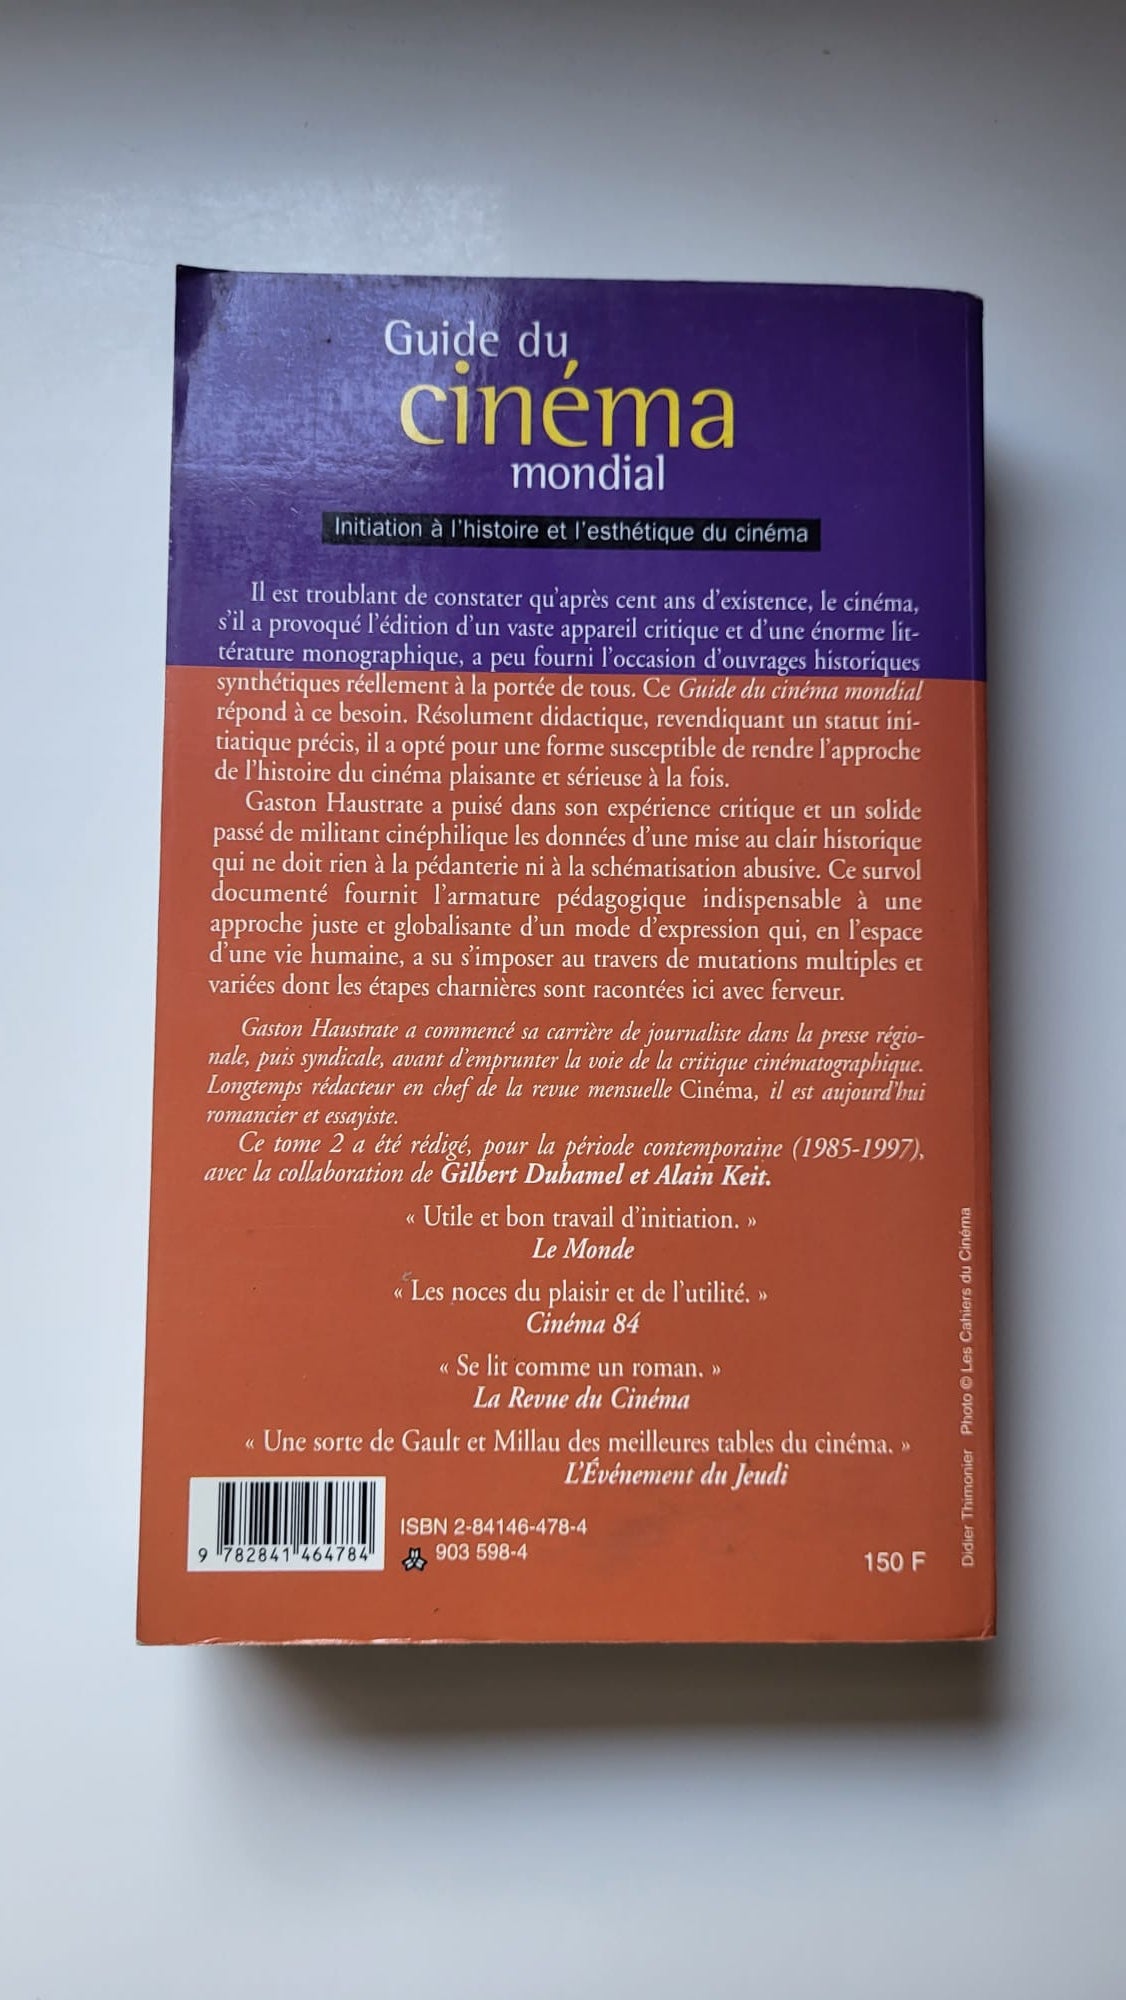 Guide du
cinéma
mondial
Initiation à l'histoire et l'esthétique du cinéma
Il est troublant de constater qu'après cent ans d'existence, le cinéma,
s'il a provoqué l'édition d'un vaste appareil critique et d'une énorme lit-
térature monographique, a peu fourni l'occasion d'ouvrages historiques
synthétiques réellement à la portée de tous. Ce Guide du cinéma mondial
répond à ce besoin. Résolument didactique, revendiquant un statut ini-
tiatique précis, il a opté pour une forme susceptible de rendre l'approche
de l'histoire du cinéma plaisante et sérieuse à la fois.
Gaston Haustrate a puisé dans son expérience critique et un solide
passé de militant cinéphilique les données d'une mise au clair historique
qui ne doit rien à la pédanterie ni à la schématisation abusive. Ce survol
documenté fournit l'armature pédagogique indispensable à une
approche juste et globalisante d'un mode d'expression qui, en l'espace
d'une vie humaine, a su s'imposer au travers de mutations multiples et
variées dont les étapes charnières sont racontées ici avec ferveur.
Gaston Haustrate a commencé sa carrière de journaliste dans la presse régio-
nale, puis syndicale, avant d'emprunter la voie de la critique cinématographique.
Longtemps rédacteur en chef de la revue mensuelle Cinéma, il est aujourd'hui
romancier et essayiste.
Ce tome 2 a été rédigé, pour la période contemporaine (1985-1997),
avec la collaboration de Gilbert Duhamel et Alain Keit.
« Utile et bon travail d'initiation. »
Le Monde
« Les noces du plaisir et de l'utilité. »
Cinéma 84
« Se lit comme un roman. »
La Revue du Cinéma
« Une sorte de Gault et Millau des meilleures tables du cinéma. »
L'Événement du Jeudi
9 782841 464784
ISBN 2-84146-478-4
903 598-4
150 F
Didier Thimonier Photo © Les Cahiers du Cinéma